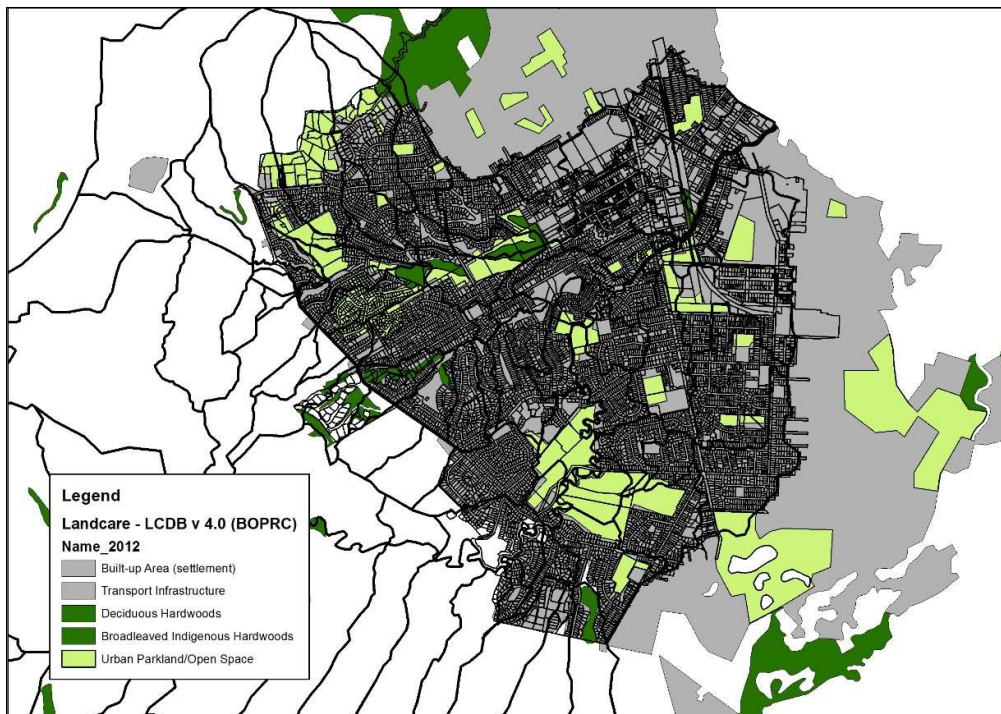 Legend
Landcare - LCDB v 4.0 (BOPRC)
Name_2012
Built-up Area (settlement)
Transport Infrastructure
Deciduous Hardwoods
Broadleaved Indigenous Hardwoods
Urban Parkland/Open Space